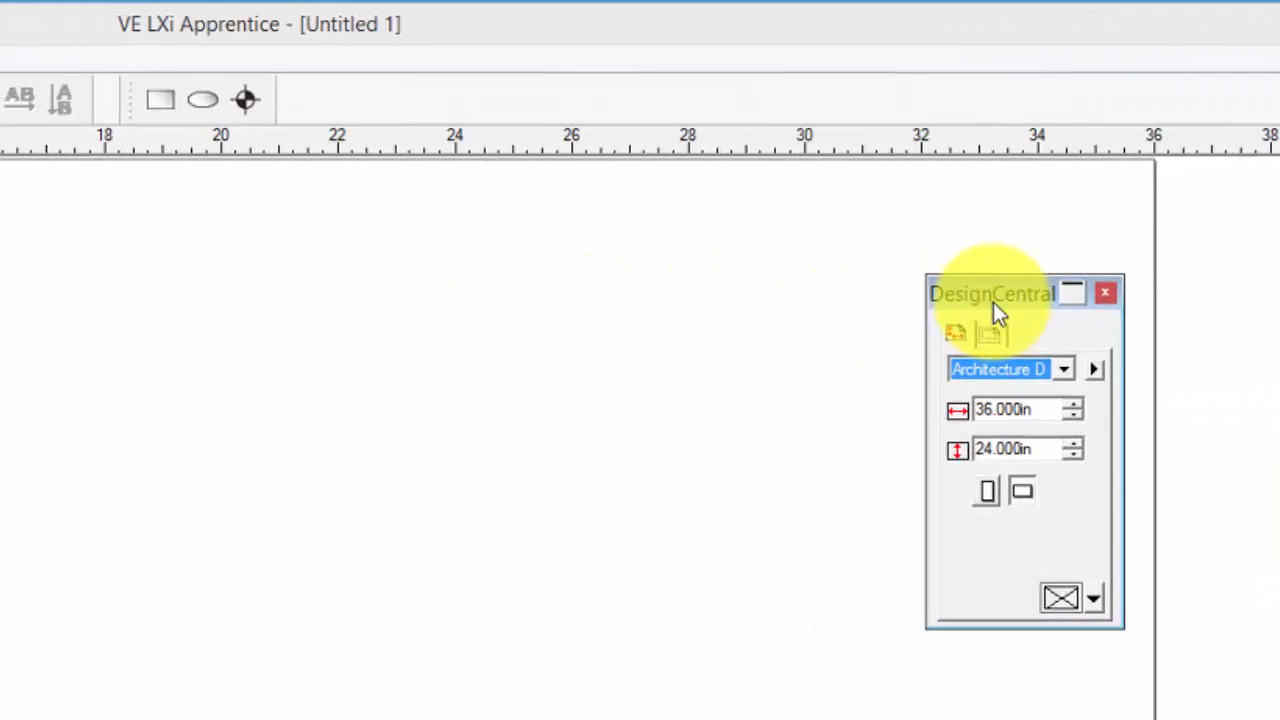 VE LXi Apprentice - [Untitled 1]
AB
A
B
18 20 22 24 26 28 30 32 34 36 38
DesignCentral
x
Architecture D
36.000in
24.000in